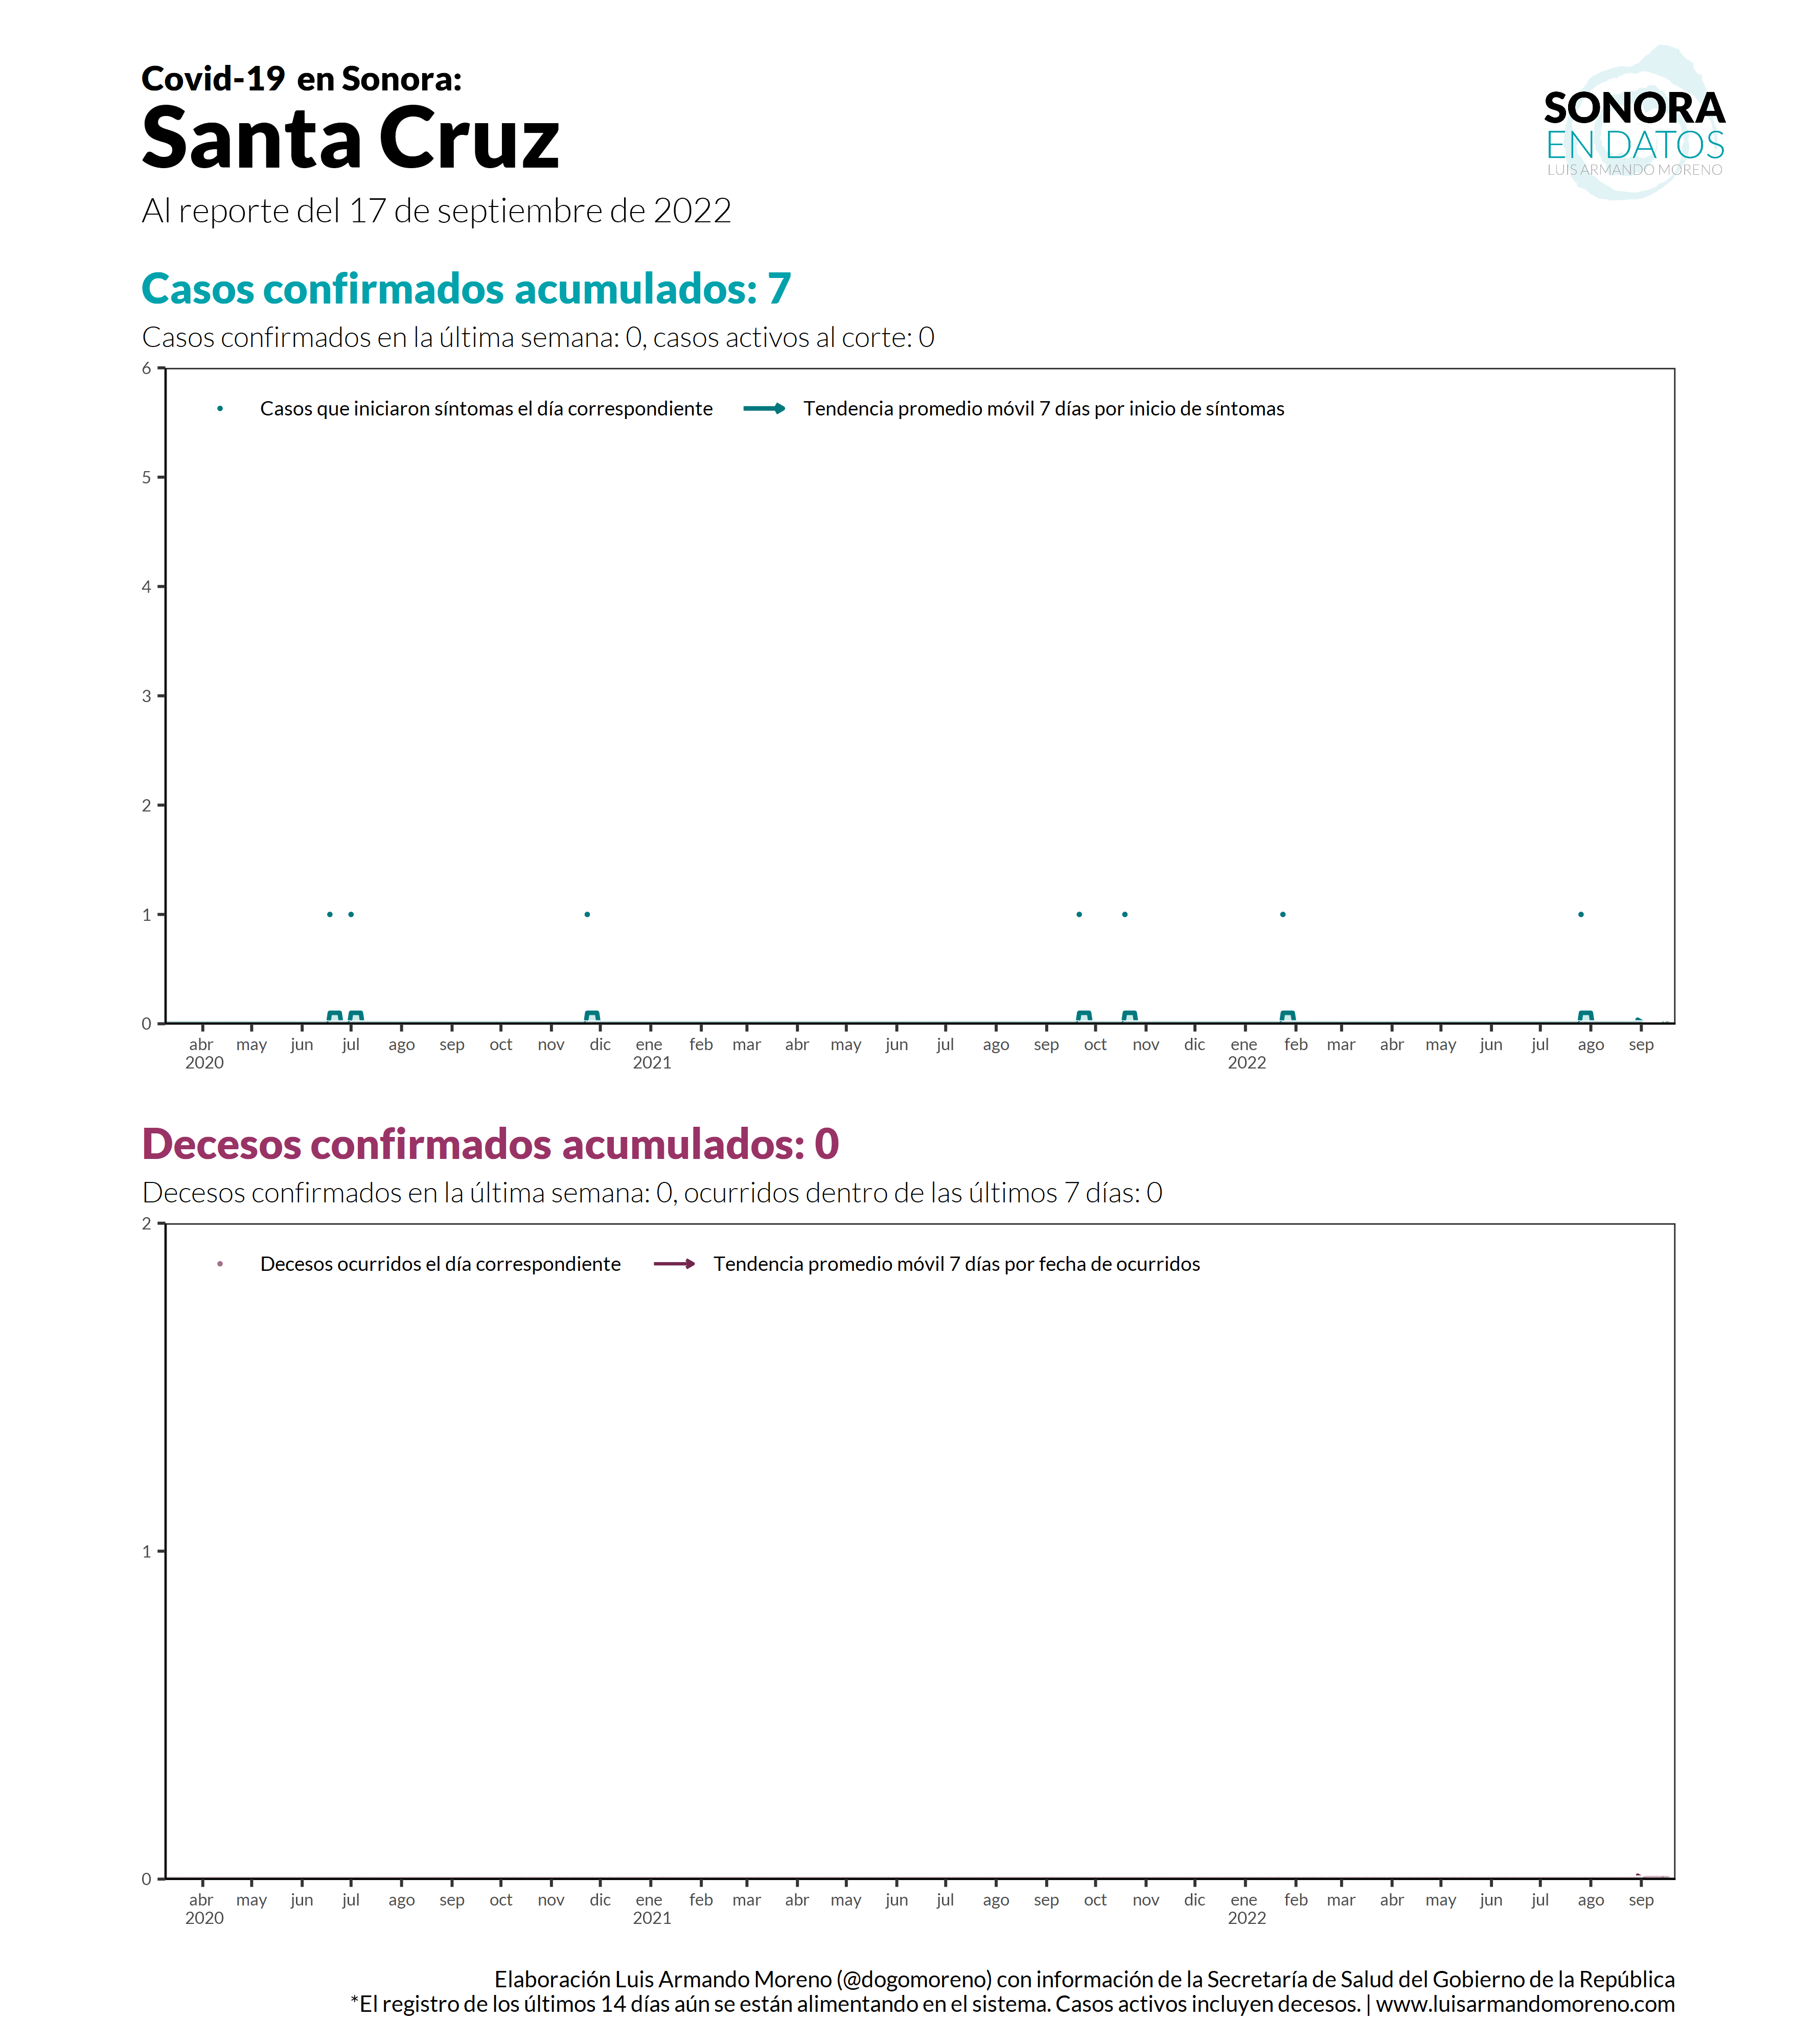 Covid-19 en Sonora:
Santa Cruz
Al reporte del 17 de septiembre de 2022
SONORA
EN DATOS
LUIS ARMANDO MORENO
Casos confirmados acumulados: 7
Casos confirmados en la última semana: 0, casos activos al corte: 0
6
Casos que iniciaron síntomas el día correspondiente Tendencia promedio móvil 7 días por inicio de síntomas
5
4
3
2
1
0
abr may jun jul ago sep oct nov dic ene feb mar abr may jun jul ago sep oct nov dic ene feb mar abr may jun jul ago sep
2020 2021 2022
Decesos confirmados acumulados: 0
Decesos confirmados en la última semana: 0, ocurridos dentro de las últimos 7 días: 0
2
Decesos ocurridos el día correspondiente Tendencia promedio móvil 7 días por fecha de ocurridos
1
0
abr may jun jul ago sep oct nov dic ene feb mar abr may jun jul ago sep oct nov dic ene feb mar abr may jun jul ago sep
2020 2021 2022
Elaboración Luis Armando Moreno (@dogomoreno) con información de la Secretaría de Salud del Gobierno de la República
*El registro de los últimos 14 días aún se están alimentando en el sistema. Casos activos incluyen decesos. | www.luisarmandomoreno.com